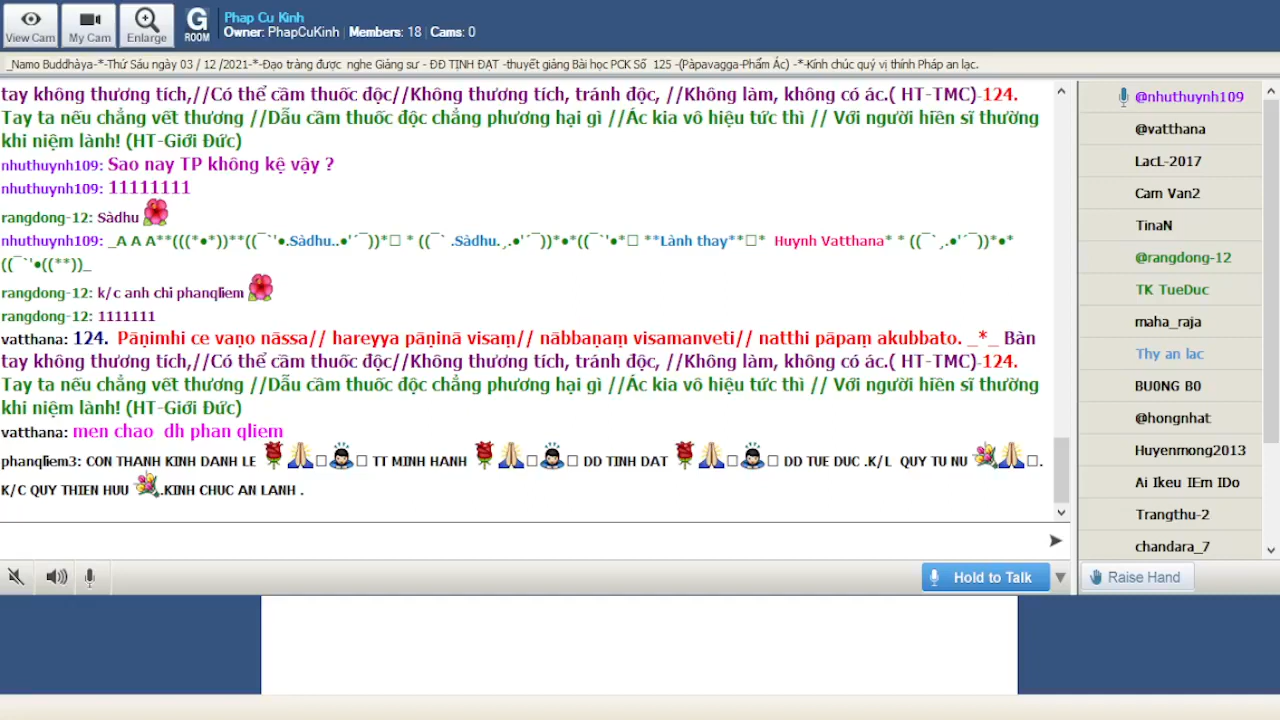 View Cam
My Cam
Enlarge
G
ROOM
Phap Cu Kinh
Owner: PhapCuKinh | Members: 18 | Cams: 0
_Namo Buddhàya-*-Thứ Sáu ngày 03 / 12 /2021-*-Đạo tràng được nghe Giảng sư - ĐĐ TỊNH ĐẠT -thuyết giảng Bài học PCK Số 125 -(Pàpavagga-Phẩm Ác) -*-Kính chúc quý vị thính Pháp an lạc.
tay không thương tích,//Có thể cầm thuốc độc//Không thương tích, tránh độc, //Không làm, không có ác.( HT-TMC)-124.
Tay ta nếu chẳng vết thương //Dẫu cầm thuốc độc chẳng phương hại gì //Ác kia vô hiệu tức thì // Với người hiền sĩ thường
khi niệm lành! (HT-Giới Đức)
nhuthuynh109: Sao nay TP không kệ vậy ?
nhuthuynh109: 11111111
rangdong-12: Sàdhu
nhuthuynh109: _A A A**(((*•*))**((¯`'•.Sàdhu..•'´¯))*□ * ((¯` .Sàdhu.¸.•'´¯))*•*((¯`'•*□ **Lành thay**□* Huynh Vatthana* * ((¯`¸.•'´¯))*•*
((¯`'•((**))_
rangdong-12: k/c anh chi phanqliem
rangdong-12: 1111111
vatthana: 124. Pāṇimhi ce vaṇo nāssa// hareyya pāṇinā visaṃ// nābbaṇaṃ visamanveti// natthi pāpaṃ akubbato. _*_ Bàn
tay không thương tích,//Có thể cầm thuốc độc//Không thương tích, tránh độc, //Không làm, không có ác.( HT-TMC)-124.
Tay ta nếu chẳng vết thương //Dẫu cầm thuốc độc chẳng phương hại gì //Ác kia vô hiệu tức thì // Với người hiền sĩ thường
khi niệm lành! (HT-Giới Đức)
vatthana: men chao dh phan qliem
phanqliem3: CON THANH KINH DANH LE 🌹🙏□🙇□ TT MINH HANH 🌹🙏□🙇□ DD TINH DAT 🌹🙏□🙇□ DD TUE DUC .K/L QUY TU NU 💐🙏□.
K/C QUY THIEN HUU 💐.KINH CHUC AN LANH .
Hold to Talk
@nhuthuynh109
@vatthana
LacL-2017
Cam Van2
TinaN
@rangdong-12
TK TueDuc
maha_raja
Thy an lac
BU0NG B0
@hongnhat
Huyenmong2013
Ai Ikeu IEm IDo
Trangthu-2
chandara_7
Raise Hand